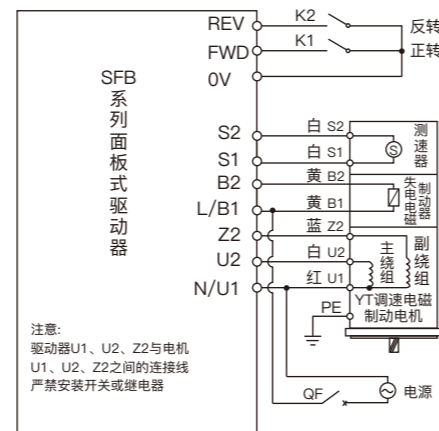 REV
K2
反转
FWD
K1
正转
0V
SFB
系
列
面
板
式
驱
动
器
S2
白 S2
测
速
器
S
S1
白 S1
B2
黄 B2
失电电磁
制动器
L/B1
黄 B1
Z2
蓝 Z2
U2
白 U2
主绕组
副绕组
N/U1
红 U1
PE
YT调速电磁
制动电机
注意:
驱动器U1、U2、Z2与电机
U1、U2、Z2之间的连接线
严禁安装开关或继电器
QF
电源